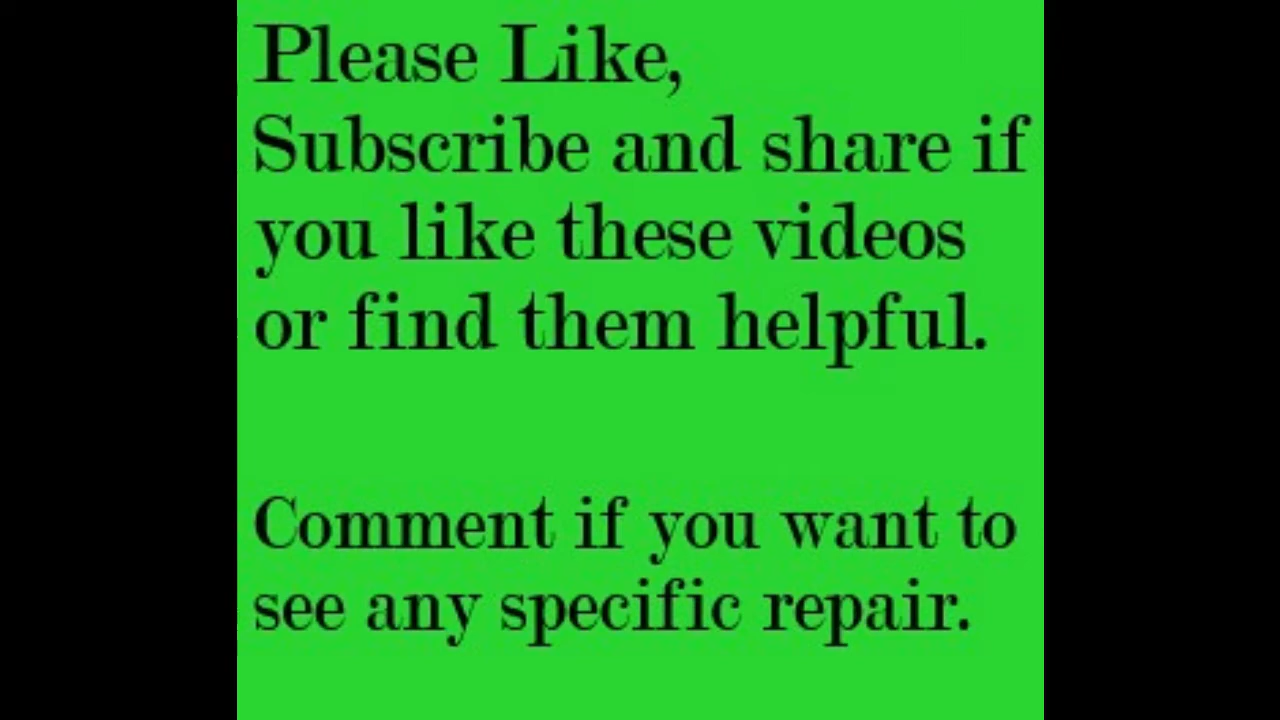 Please Like,
Subscribe and share if
you like these videos
or find them helpful.
Comment if you want to
see any specific repair.